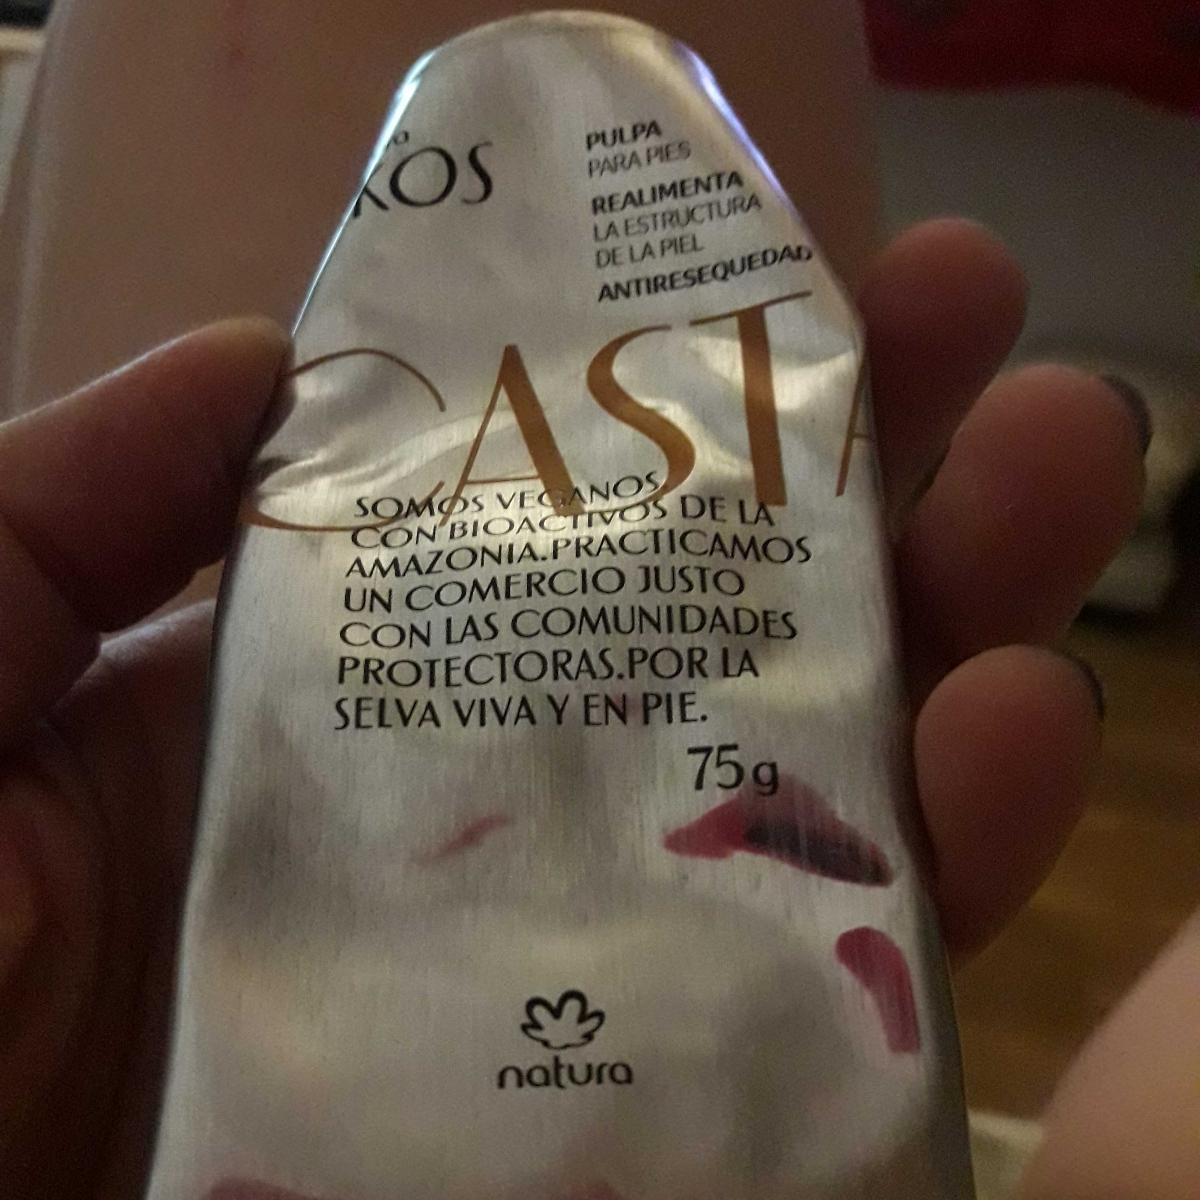 KOS
PULPA
PARA PIES
REALIMENTA
LA ESTRUCTURA
DE LA PIEL
ANTIRESEQUEDAD
CASTA
SOMOS VEGANOS
CON BIOACTIVOS DE LA
AMAZONIA.PRACTICAMOS
UN COMERCIO JUSTO
CON LAS COMUNIDADES
PROTECTORAS.POR LA
SELVA VIVA Y EN PIE.
75g
natura